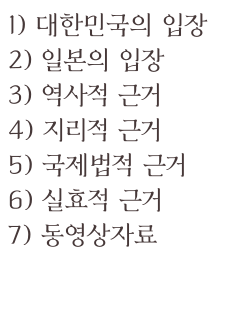 1) 대한민국의 입장
2) 일본의 입장
3) 역사적 근거
4) 지리적 근거
5) 국제법적 근거
6) 실효적 근거
7) 동영상자료